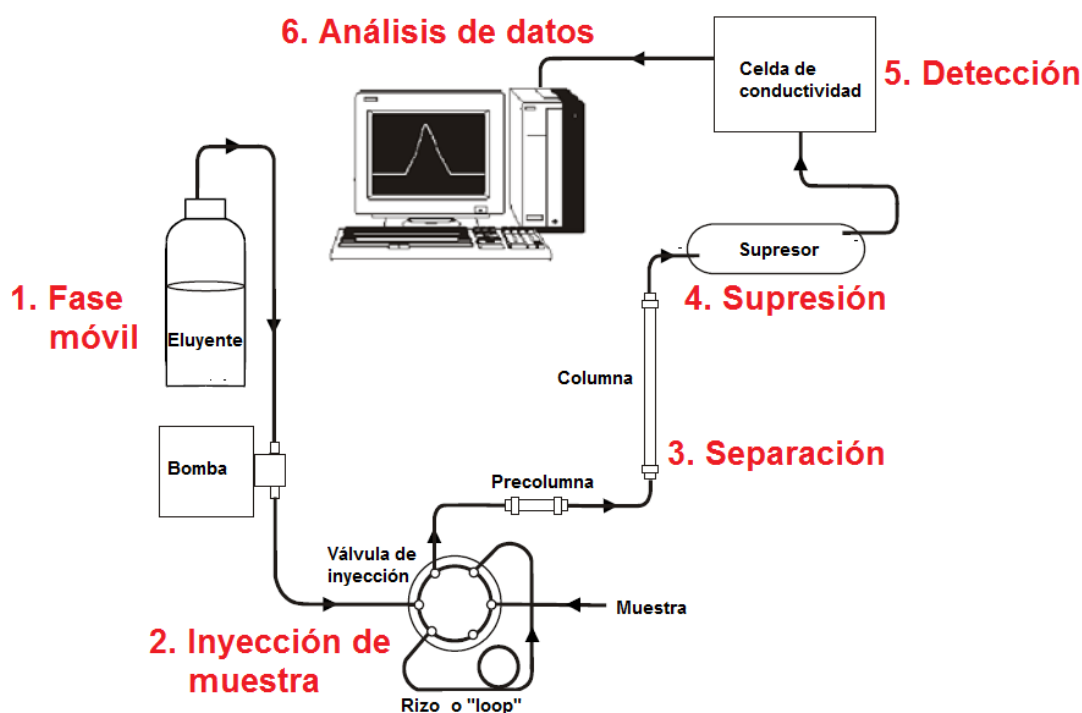 6. Análisis de datos
Celda de
conductividad
5. Detección
1. Fase
móvil
Eluyente
Supresor
4. Supresión
Columna
Bomba
3. Separación
Precolumna
Válvula de
inyección
Muestra
2. Inyección de
muestra
Rizo o "loop"